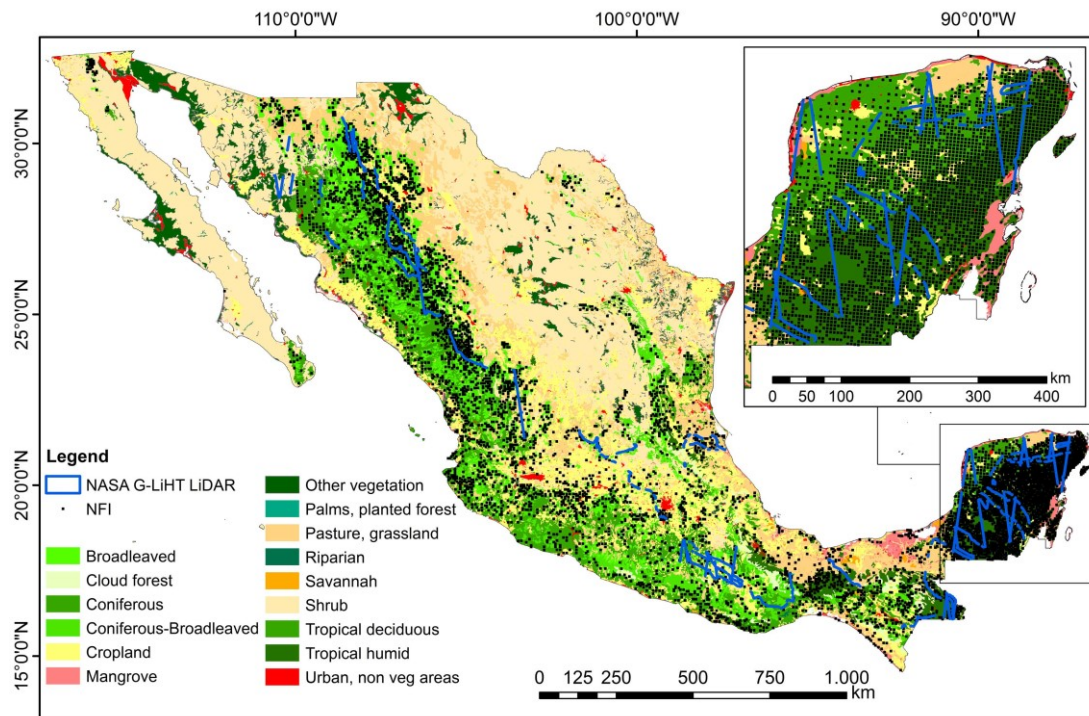 110°0'0"W
100°0'0"W
90°0'0"W
30°0'0"N
25°0'0"N
20°0'0"N
15°0'0"N
km
0 50 100 200 300 400
Legend
NASA G-LiHT LiDAR
NFI
Broadleaved
Cloud forest
Coniferous
Coniferous-Broadleaved
Cropland
Mangrove
Other vegetation
Palms, planted forest
Pasture, grassland
Riparian
Savannah
Shrub
Tropical deciduous
Tropical humid
Urban, non veg areas
0 125 250 500 750 1.000
km